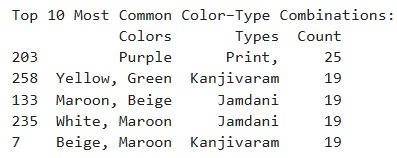 Top 10 Most Common Color-Type Combinations:
Colors Types Count
203 Purple Print, 25
258 Yellow, Green Kanjivaram 19
133 Maroon, Beige Jamdani 19
235 White, Maroon Jamdani 19
7 Beige, Maroon Kanjivaram 19